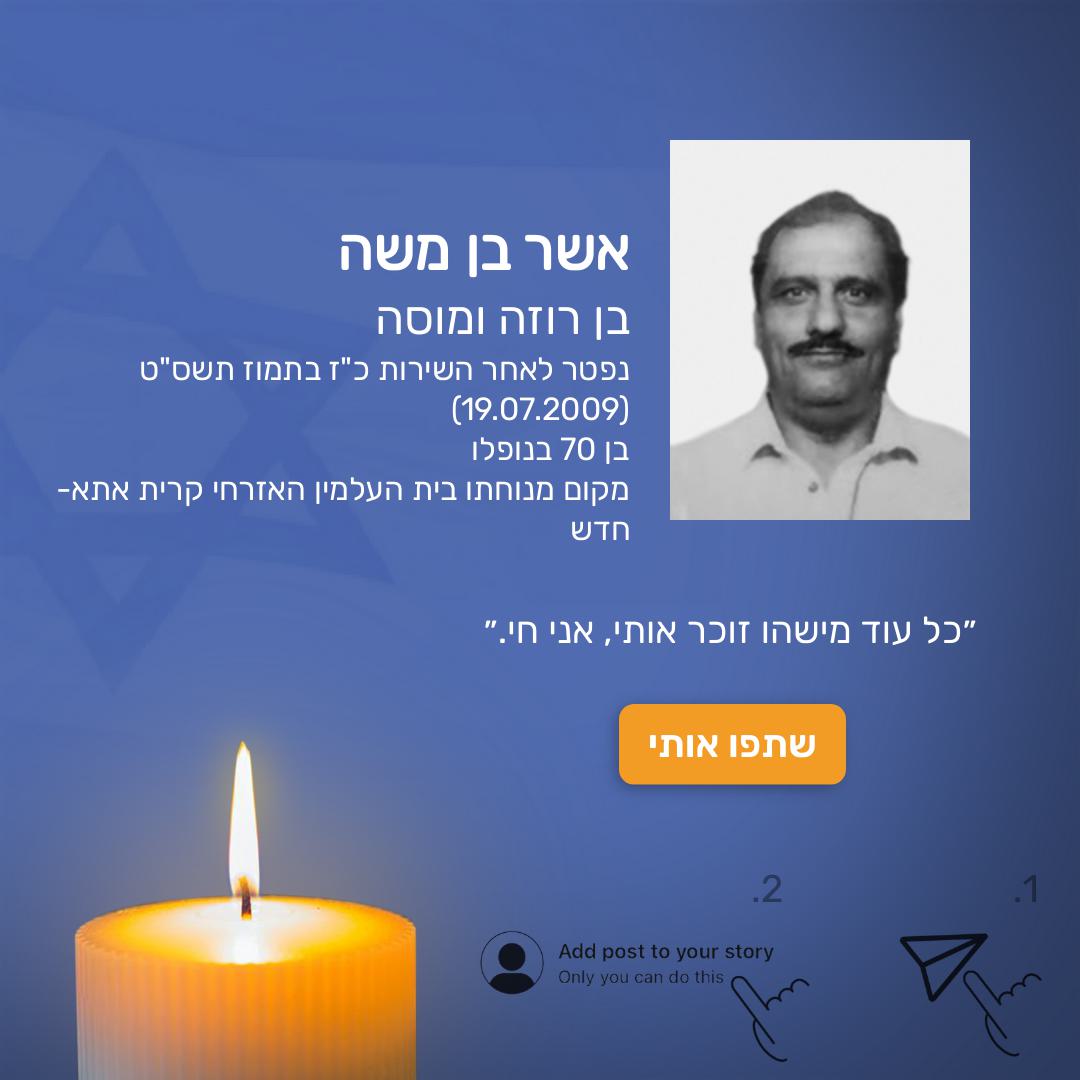 אשר בן משה
בן רוזה ומוסה
נפטר לאחר השירות כ"ז בתמוז תשס"ט
(19.07.2009)
בן 70 בנופלו
מקום מנוחתו בית העלמין האזרחי קרית אתא-
חדש
״כל עוד מישהו זוכר אותי, אני חי.״
שתפו אותי
1.
2.
Add post to your story
Only you can do this